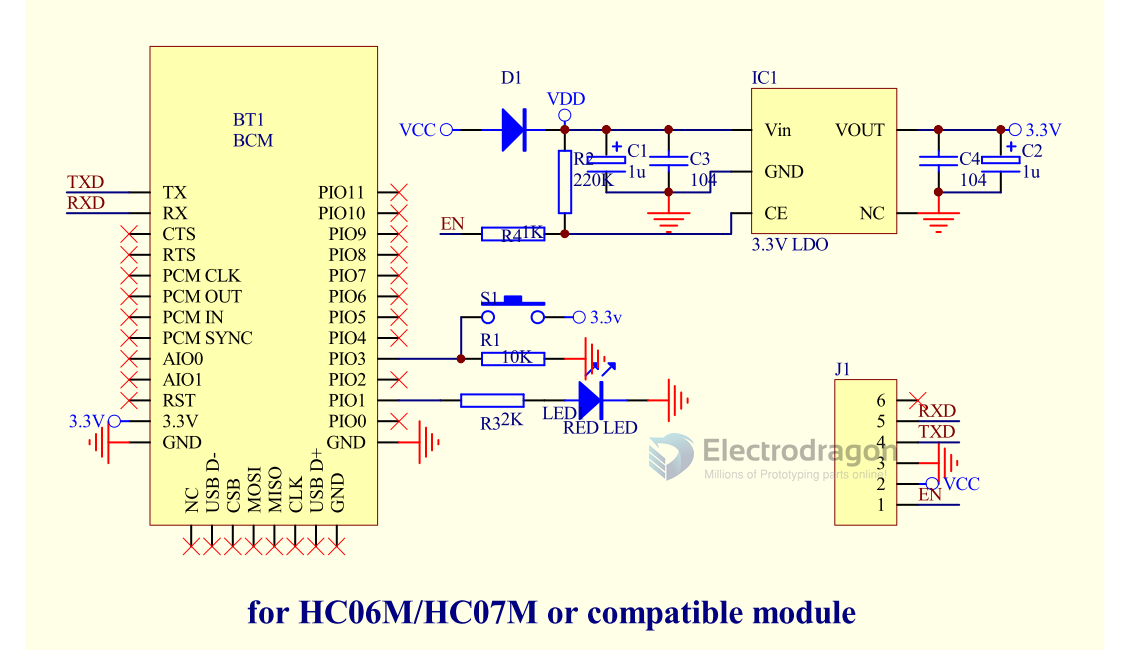 BT1
BCM
TXD
RXD
TX
RX
CTS
RTS
PCM CLK
PCM OUT
PCM IN
PCM SYNC
AIO0
AIO1
RST
3.3V
3.3V
GND
PIO11
PIO10
PIO9
PIO8
PIO7
PIO6
PIO5
PIO4
PIO3
PIO2
PIO1
PIO0
GND
NC
USB D-
CSB
MOSI
MISO
CLK
USB D+
GND
D1
VCC
VDD
R2
220K
C1
1u
C3
104
EN
R4
1K
IC1
Vin
VOUT
GND
CE
NC
3.3V LDO
3.3V
C4
104
C2
1u
S1
3.3v
R1
10K
R3
2K
LED
RED LED
J1
6
5
4
3
2
1
RXD
TXD
VCC
EN
Electrodragon
Millions of Prototyping parts online!
for HC06M/HC07M or compatible module